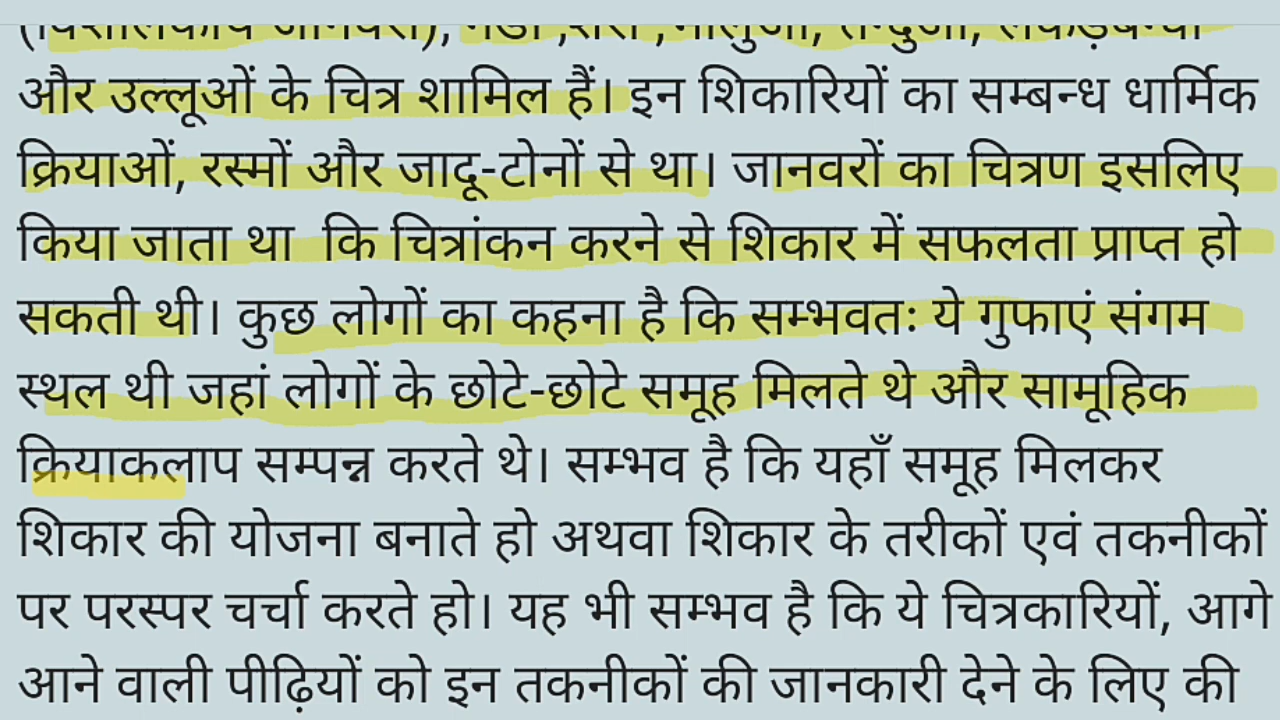 और उल्लूओं के चित्र शामिल हैं। इन शिकारियों का सम्बन्ध धार्मिक
क्रियाओं, रस्मों और जादू-टोनों से था। जानवरों का चित्रण इसलिए
किया जाता था कि चित्रांकन करने से शिकार में सफलता प्राप्त हो
सकती थी। कुछ लोगों का कहना है कि सम्भवतः ये गुफाएं संगम
स्थल थी जहां लोगों के छोटे-छोटे समूह मिलते थे और सामूहिक
क्रियाकलाप सम्पन्न करते थे। सम्भव है कि यहाँ समूह मिलकर
शिकार की योजना बनाते हो अथवा शिकार के तरीकों एवं तकनीकों
पर परस्पर चर्चा करते हो। यह भी सम्भव है कि ये चित्रकारियों, आगे
आने वाली पीढ़ियों को इन तकनीकों की जानकारी देने के लिए की